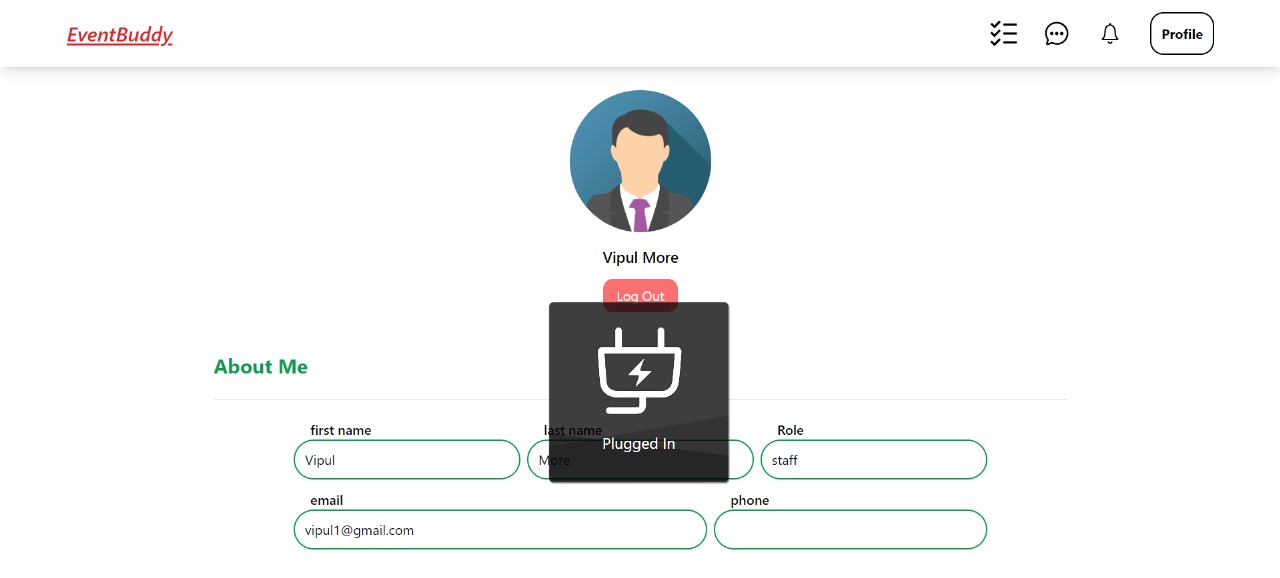 EventBuddy
Profile
Vipul More
Log Out
About Me
first name last name Role
Plugged In
Vipul More staff
email phone
vipul1@gmail.com